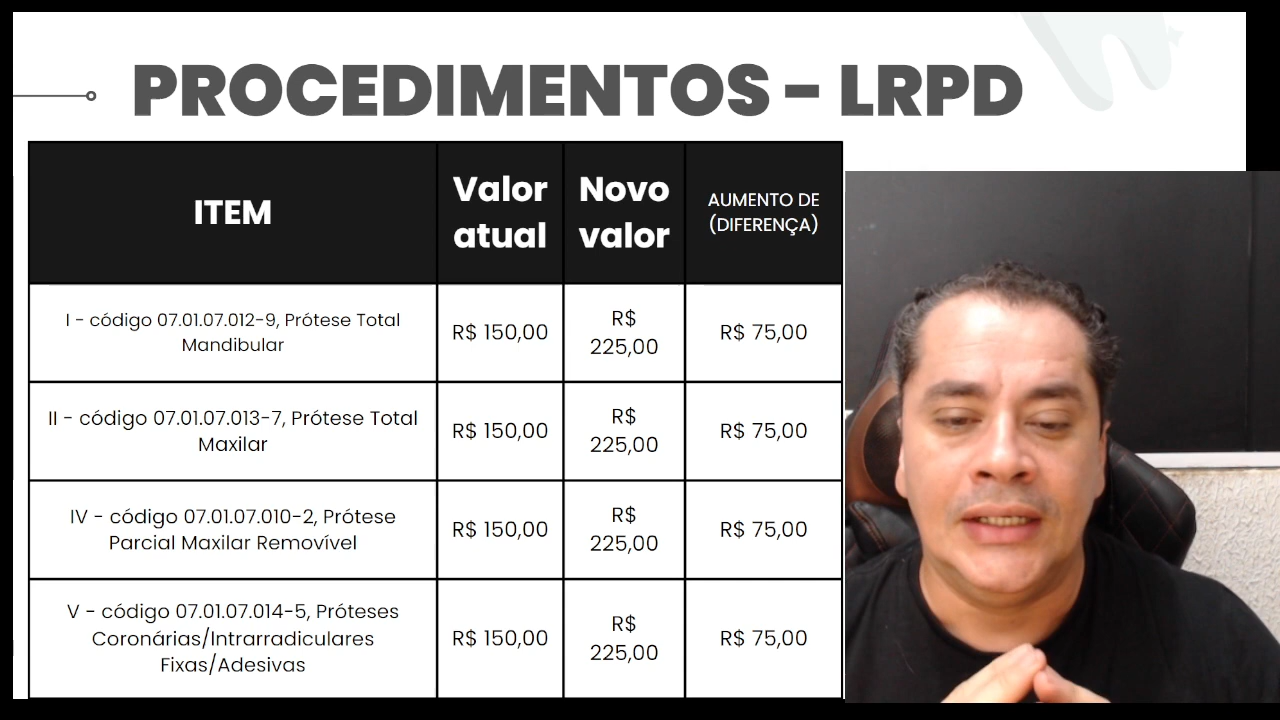 PROCEDIMENTOS - LRPD
ITEM
Valor
atual
Novo
valor
AUMENTO DE
(DIFERENÇA)
I - código 07.01.07.012-9, Prótese Total
Mandibular
R$ 150,00
R$
225,00
R$ 75,00
II - código 07.01.07.013-7, Prótese Total
Maxilar
R$ 150,00
R$
225,00
R$ 75,00
IV - código 07.01.07.010-2, Prótese
Parcial Maxilar Removível
R$ 150,00
R$
225,00
R$ 75,00
V - código 07.01.07.014-5, Próteses
Coronárias/Intrarradiculares
Fixas/Adesivas
R$ 150,00
R$
225,00
R$ 75,00